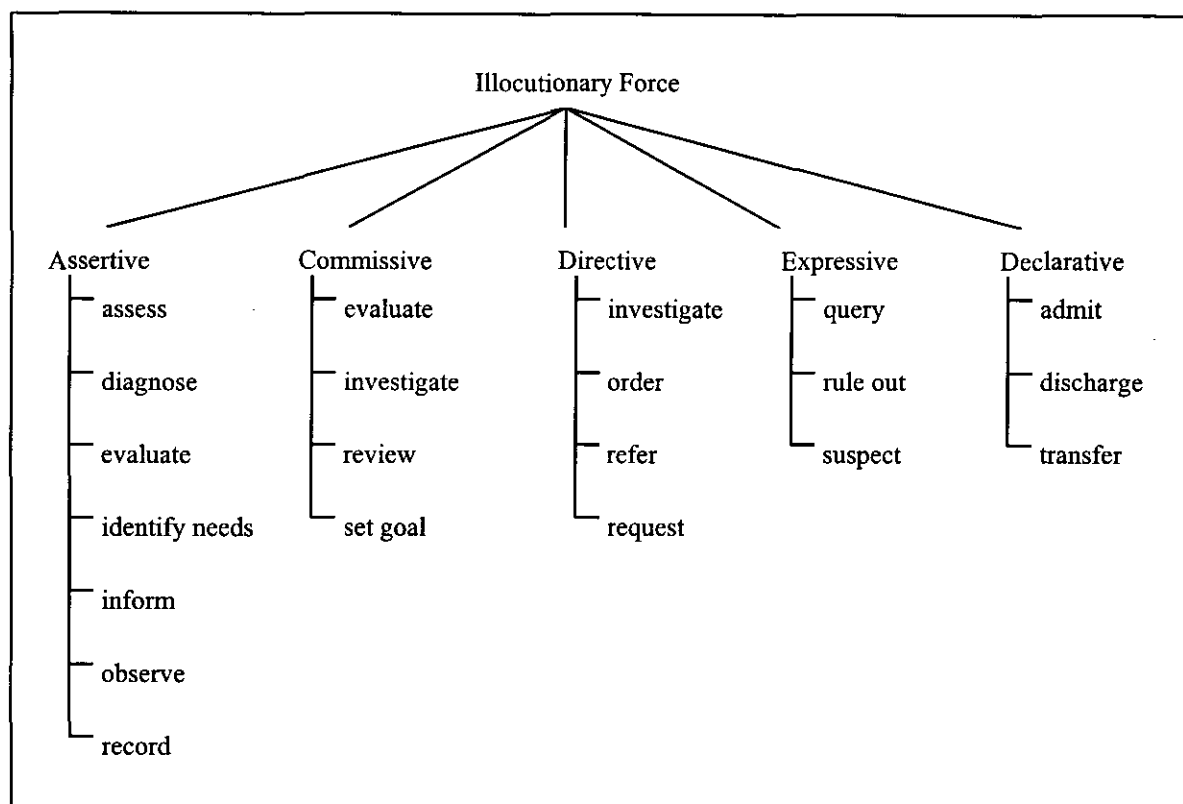 Illocutionary Force
Assertive Commissive Directive Expressive Declarative
assess evaluate investigate query admit
diagnose investigate order rule out discharge
evaluate review refer suspect transfer
identify needs set goal request
inform
observe
record